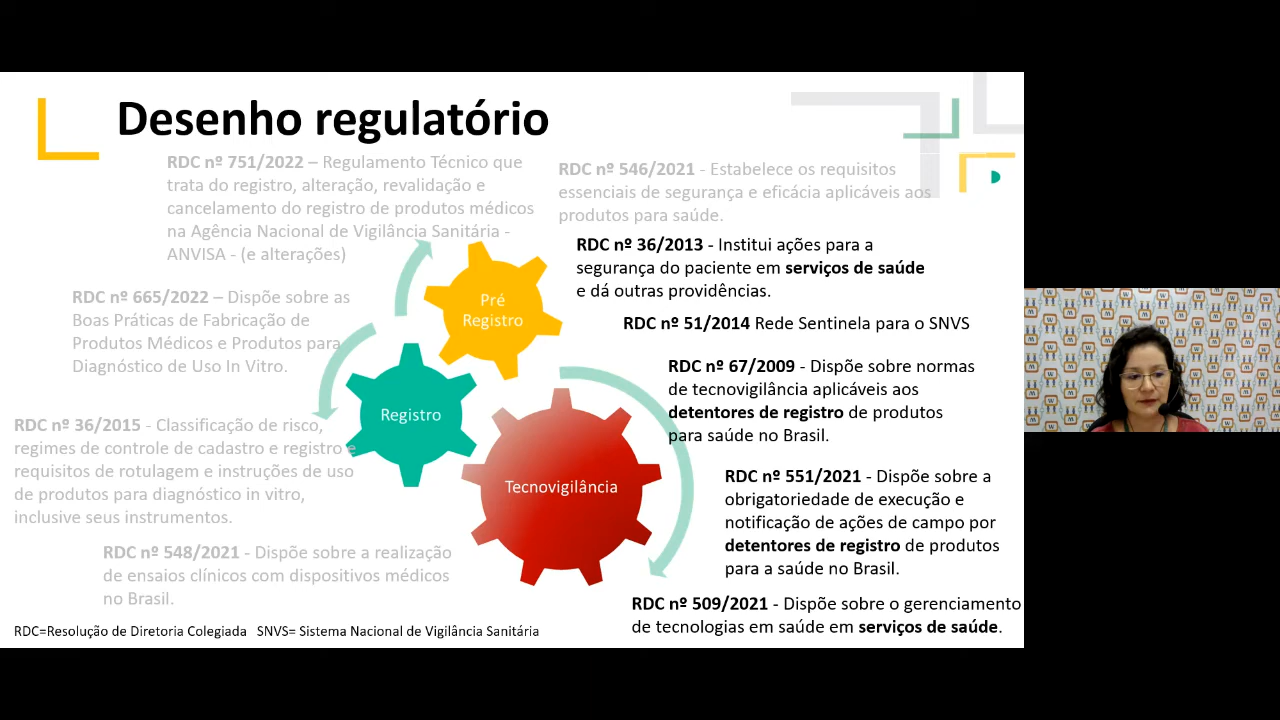 Desenho regulatório
RDC nº 751/2022 – Regulamento Técnico que
trata do registro, alteração, revalidação e
cancelamento do registro de produtos médicos
na Agência Nacional de Vigilância Sanitária -
ANVISA - (e alterações)
RDC nº 546/2021 - Estabelece os requisitos
essenciais de segurança e eficácia aplicáveis aos
produtos para saúde.
RDC nº 36/2013 - Institui ações para a
segurança do paciente em serviços de saúde
e dá outras providências.
Pré
Registro
RDC nº 665/2022 – Dispõe sobre as
Boas Práticas de Fabricação de
Produtos Médicos e Produtos para
Diagnóstico de Uso In Vitro.
RDC nº 51/2014 Rede Sentinela para o SNVS
RDC nº 67/2009 - Dispõe sobre normas
de tecnovigilância aplicáveis aos
detentores de registro de produtos
para saúde no Brasil.
Registro
RDC nº 36/2015 - Classificação de risco,
regimes de controle de cadastro e registro e
requisitos de rotulagem e instruções de uso
de produtos para diagnóstico in vitro,
inclusive seus instrumentos.
Tecnovigilância
RDC nº 551/2021 - Dispõe sobre a
obrigatoriedade de execução e
notificação de ações de campo por
detentores de registro de produtos
para a saúde no Brasil.
RDC nº 548/2021 - Dispõe sobre a realização
de ensaios clínicos com dispositivos médicos
no Brasil.
RDC nº 509/2021 - Dispõe sobre o gerenciamento
de tecnologias em saúde em serviços de saúde.
RDC=Resolução de Diretoria Colegiada SNVS= Sistema Nacional de Vigilância Sanitária